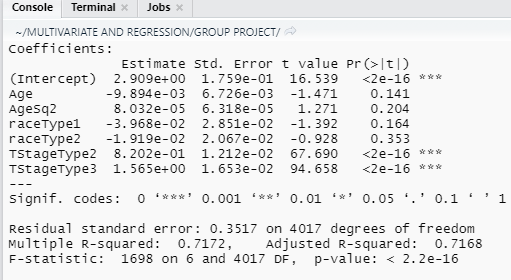 Console Terminal × Jobs ×
~/MULTIVARIATE AND REGRESSION/GROUP PROJECT/
Coefficients:
Estimate Std. Error t value Pr(>|t|)
(Intercept) 2.909e+00 1.759e-01 16.539 <2e-16 ***
Age -9.894e-03 6.726e-03 -1.471 0.141
AgeSq2 8.032e-05 6.318e-05 1.271 0.204
raceType1 -3.968e-02 2.851e-02 -1.392 0.164
raceType2 -1.919e-02 2.067e-02 -0.928 0.353
TStageType2 8.202e-01 1.212e-02 67.690 <2e-16 ***
TStageType3 1.565e+00 1.653e-02 94.658 <2e-16 ***
---
Signif. codes: 0 ‘***’ 0.001 ‘**’ 0.01 ‘*’ 0.05 ‘.’ 0.1 ‘ ’ 1
Residual standard error: 0.3517 on 4017 degrees of freedom
Multiple R-squared: 0.7172, Adjusted R-squared: 0.7168
F-statistic: 1698 on 6 and 4017 DF, p-value: < 2.2e-16